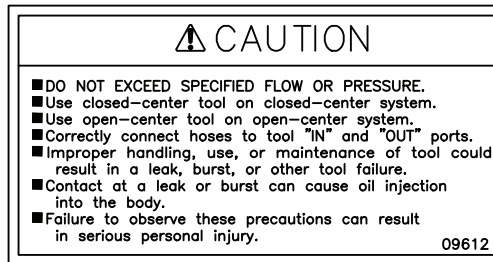 ⚠ CAUTION
■ DO NOT EXCEED SPECIFIED FLOW OR PRESSURE.
■ Use closed-center tool on closed-center system.
■ Use open-center tool on open-center system.
■ Correctly connect hoses to tool "IN" and "OUT" ports.
■ Improper handling, use, or maintenance of tool could
result in a leak, burst, or other tool failure.
■ Contact at a leak or burst can cause oil injection
into the body.
■ Failure to observe these precautions can result
in serious personal injury.
09612